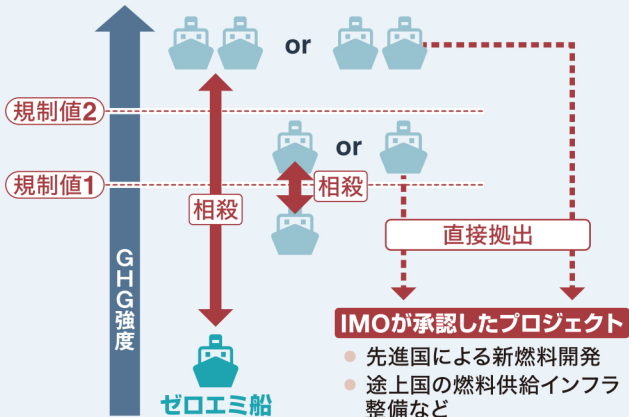 or
規制値2
or
規制値1
相殺
相殺
直接拠出
GHG強度
IMOが承認したプロジェクト
● 先進国による新燃料開発
● 途上国の燃料供給インフラ
整備など
ゼロエミ船